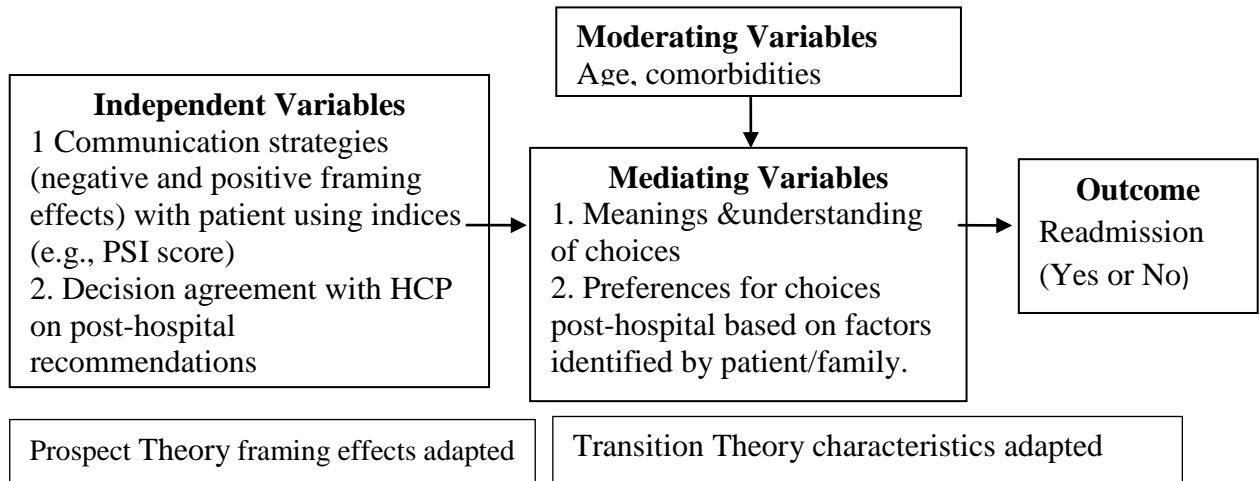 Moderating Variables
Age, comorbidities
Independent Variables
1 Communication strategies
(negative and positive framing
effects) with patient using indices
(e.g., PSI score)
2. Decision agreement with HCP
on post-hospital
recommendations
Mediating Variables
1. Meanings &understanding
of choices
2. Preferences for choices
post-hospital based on factors
identified by patient/family.
Outcome
Readmission
(Yes or No)
Prospect Theory framing effects adapted
Transition Theory characteristics adapted